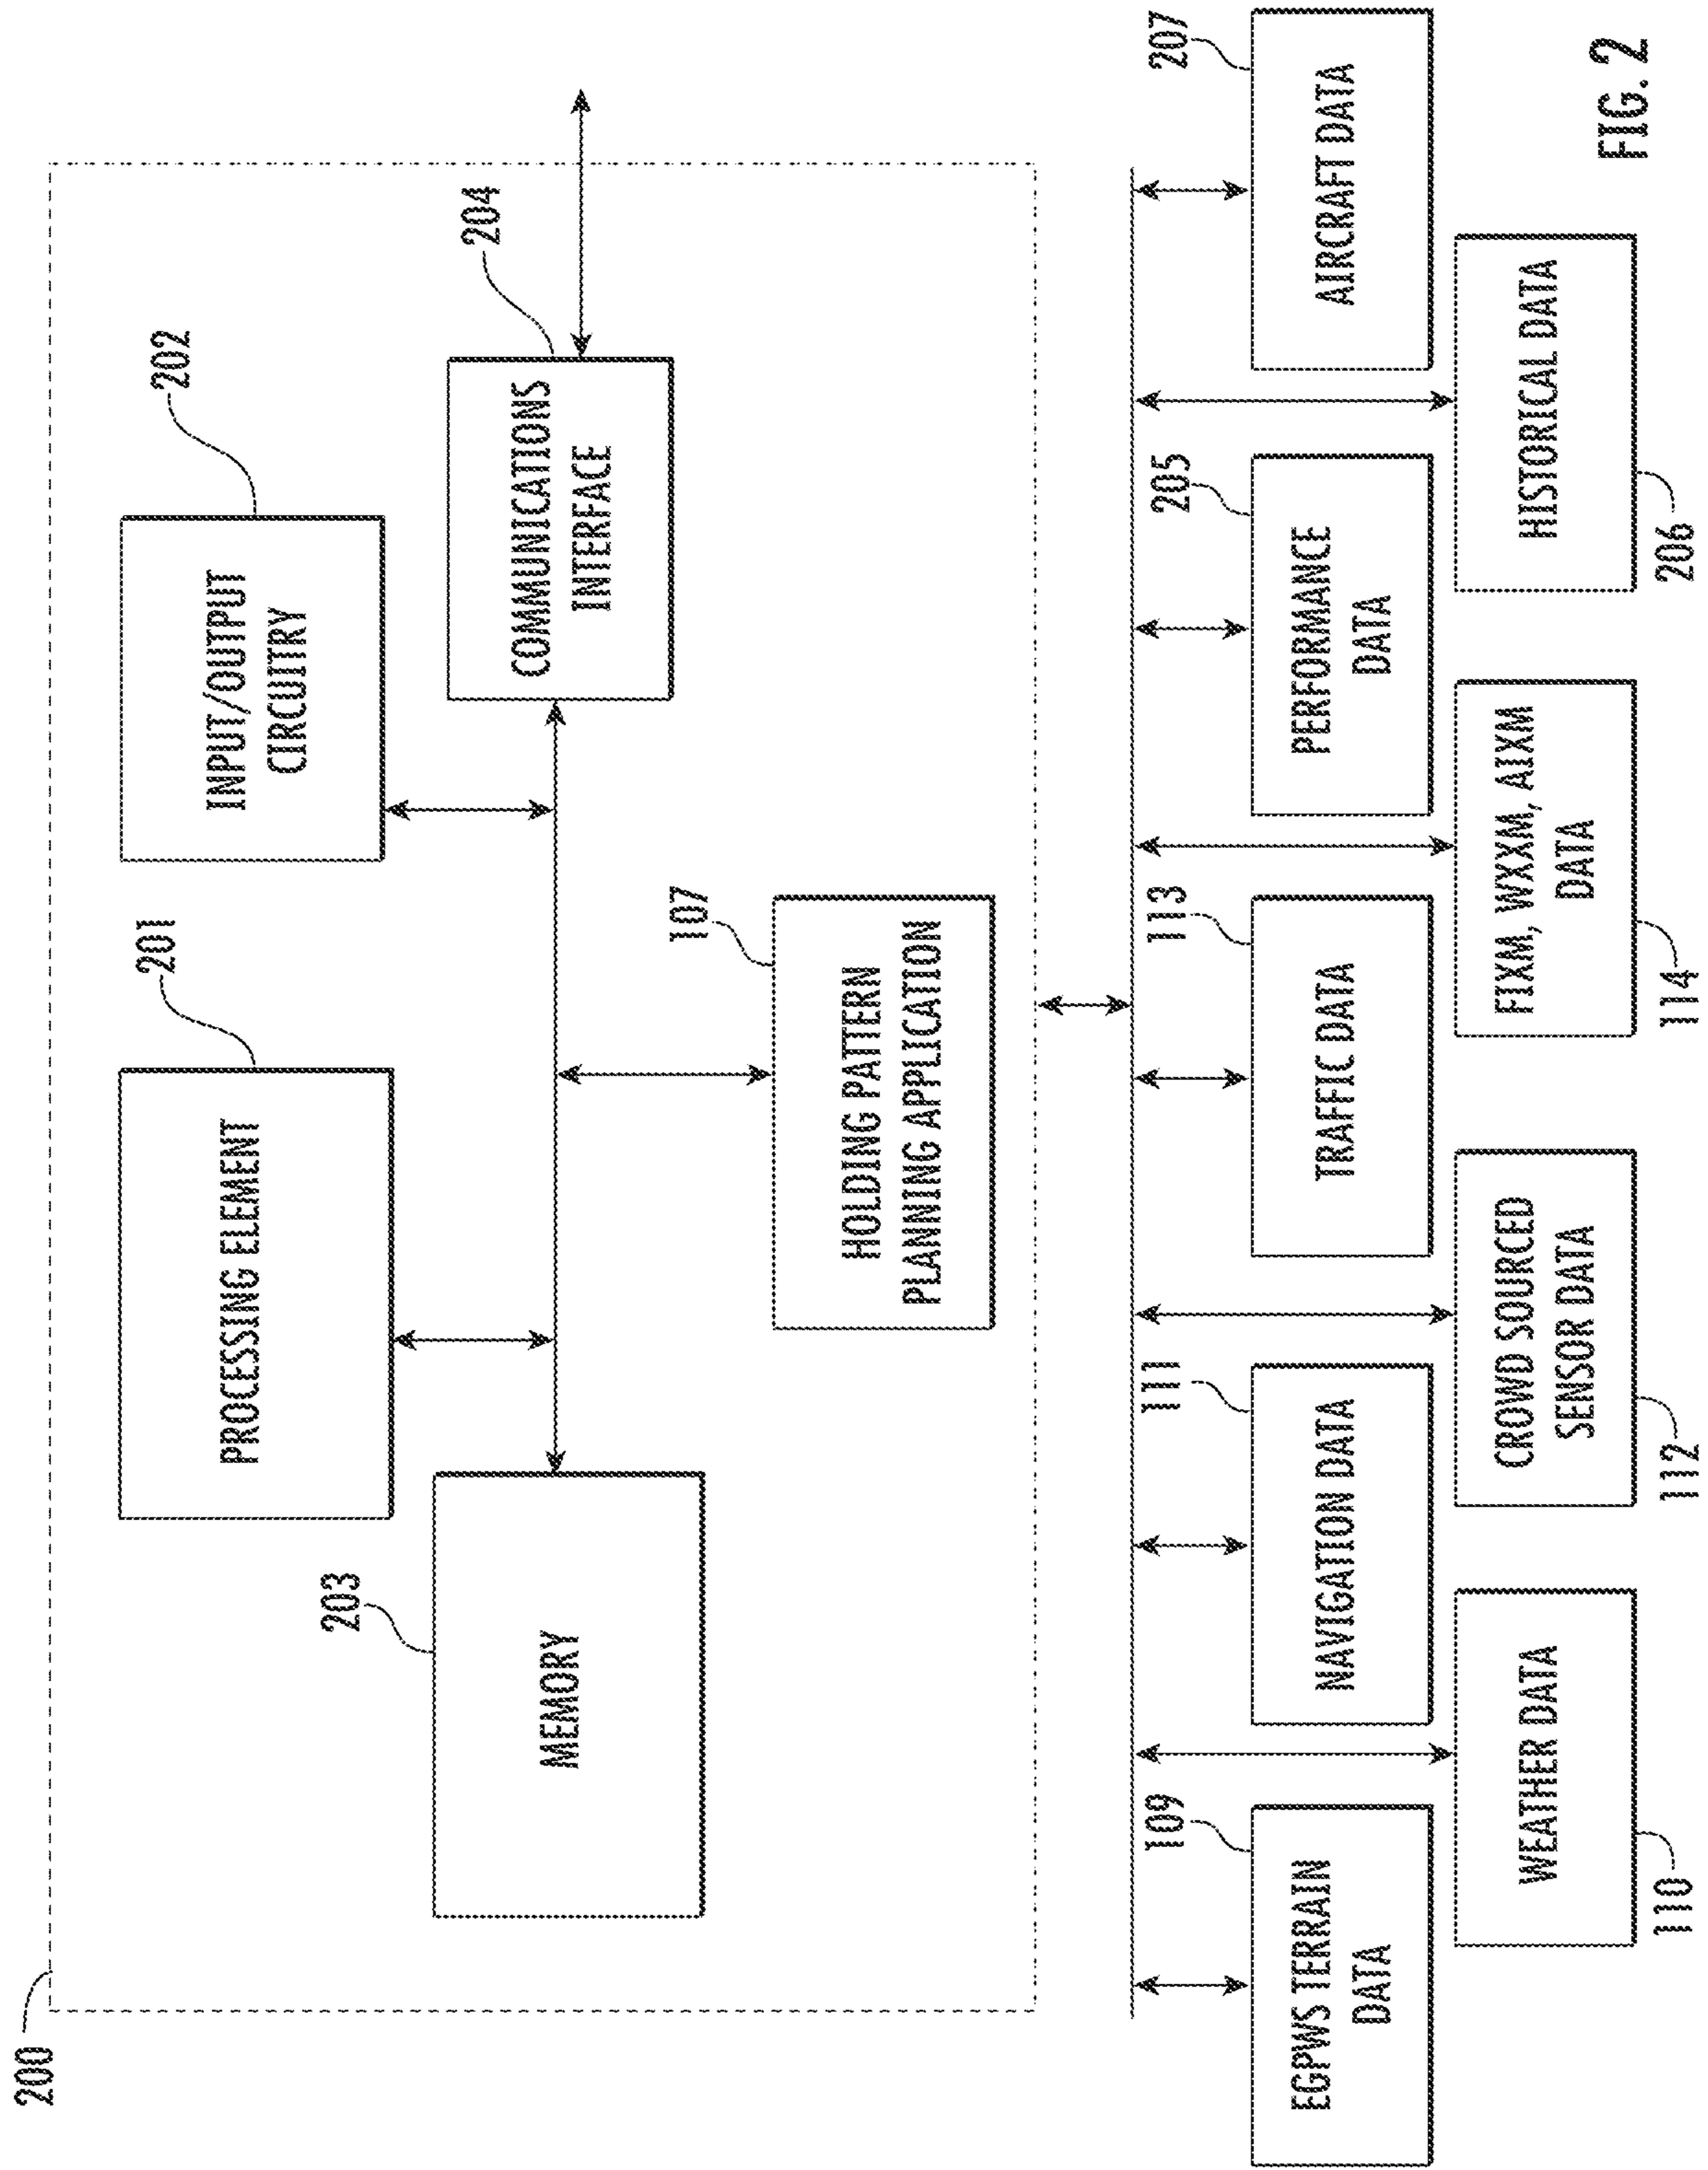 200
201
PROCESSING ELEMENT
202
INPUT/OUTPUT
CIRCUITRY
203
MEMORY
204
COMMUNICATIONS
INTERFACE
107
HOLDING PATTERN
PLANNING APPLICATION
109
EGPWS TERRAIN
DATA
111
NAVIGATION DATA
113
TRAFFIC DATA
205
PERFORMANCE
DATA
207
AIRCRAFT DATA
WEATHER DATA
110
CROWD SOURCED
SENSOR DATA
112
FIXM, WXXM, AIXM
DATA
114
HISTORICAL DATA
206
FIG. 2